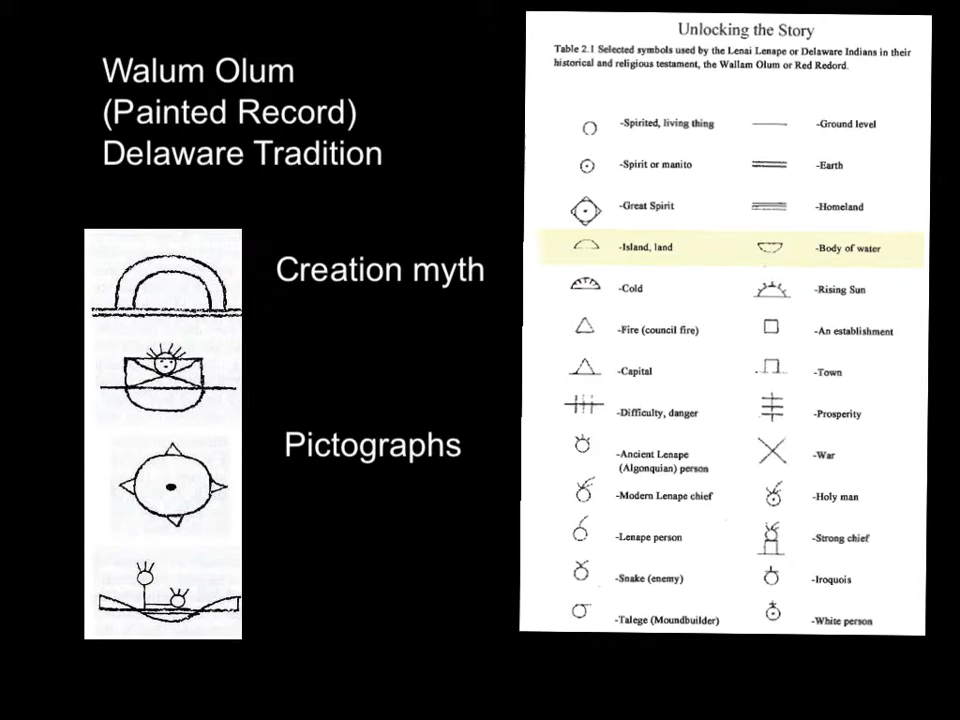 Walum Olum
(Painted Record)
Delaware Tradition
Creation myth
Pictographs
Unlocking the Story
Table 2.1 Selected symbols used by the Lenai Lenape or Delaware Indians in their
historical and religious testament, the Wallam Olum or Red Redord.
-Spirited, living thing
-Ground level
-Spirit or manito
-Earth
-Great Spirit
-Homeland
-Island, land
-Body of water
-Cold
-Rising Sun
-Fire (council fire)
-An establishment
-Capital
-Town
-Difficulty, danger
-Prosperity
-Ancient Lenape
(Algonquian) person
-War
-Modern Lenape chief
-Holy man
-Lenape person
-Strong chief
-Snake (enemy)
-Iroquois
-Talege (Moundbuilder)
-White person